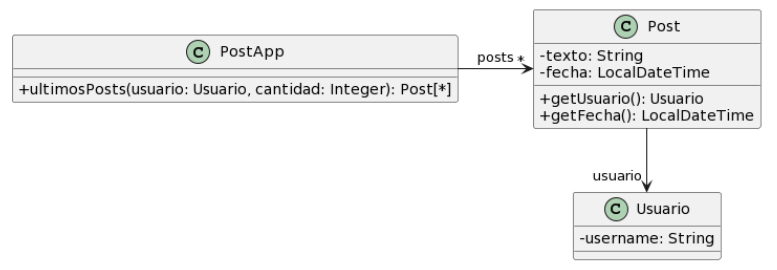 C PostApp
+ultimosPosts(usuario: Usuario, cantidad: Integer): Post[*]
posts *
C Post
-texto: String
-fecha: LocalDateTime
+getUsuario(): Usuario
+getFecha(): LocalDateTime
usuario
C Usuario
-username: String